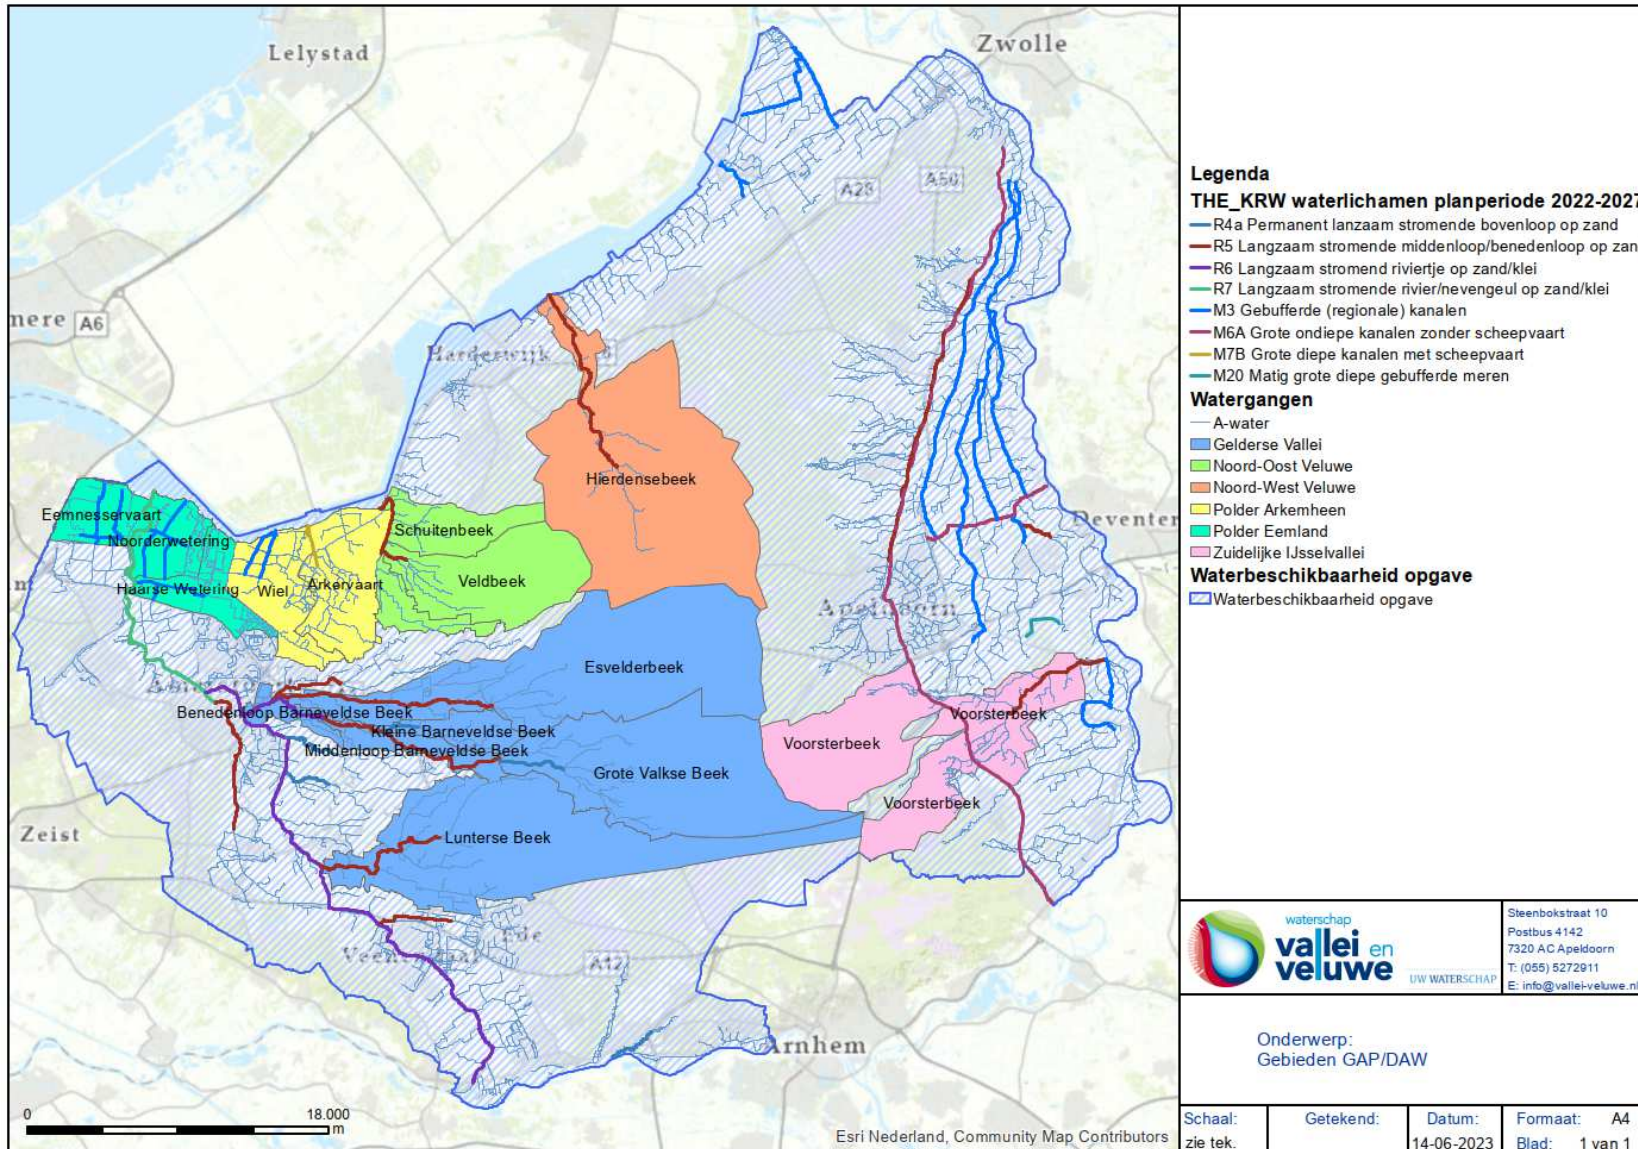 Lelystad
Zwolle
A28
A50
mere
A6
Harderwijk
Hierdensebeek
Deventer
Eemnesservaart
Noorderwetering
Schuitenbeek
Veldbeek
Haarse Wetering
Wiel
Arkervaart
Apeldoorn
Esvelderbeek
Benedenloop Barneveldse Beek
Kleine Barneveldse Beek
Middenloop Barneveldse Beek
Voorsterbeek
Voorsterbeek
Grote Valkse Beek
Voorsterbeek
Zeist
Lunterse Beek
Ede
Veenendaal
A12
Arnhem
0 18.000
m
Esri Nederland, Community Map Contributors
Legenda
THE_KRW waterlichamen planperiode 2022-2027
R4a Permanent lanzaam stromende bovenloop op zand
R5 Langzaam stromende middenloop/benedenloop op zan
R6 Langzaam stromend riviertje op zand/klei
R7 Langzaam stromende rivier/nevengeul op zand/klei
M3 Gebufferde (regionale) kanalen
M6A Grote ondiepe kanalen zonder scheepvaart
M7B Grote diepe kanalen met scheepvaart
M20 Matig grote diepe gebufferde meren
Watergangen
A-water
Gelderse Vallei
Noord-Oost Veluwe
Noord-West Veluwe
Polder Arkemheen
Polder Eemland
Zuidelijke IJsselvallei
Waterbeschikbaarheid opgave
Waterbeschikbaarheid opgave
waterschap
vallei en
veluwe
UW WATERSCHAP
Steenbokstraat 10
Postbus 4142
7320 AC Apeldoorn
T: (055) 5272911
E: info@vallei-veluwe.nl
Onderwerp:
Gebieden GAP/DAW
Schaal: Getekend: Datum: Formaat: A4
zie tek. 14-06-2023 Blad: 1 van 1